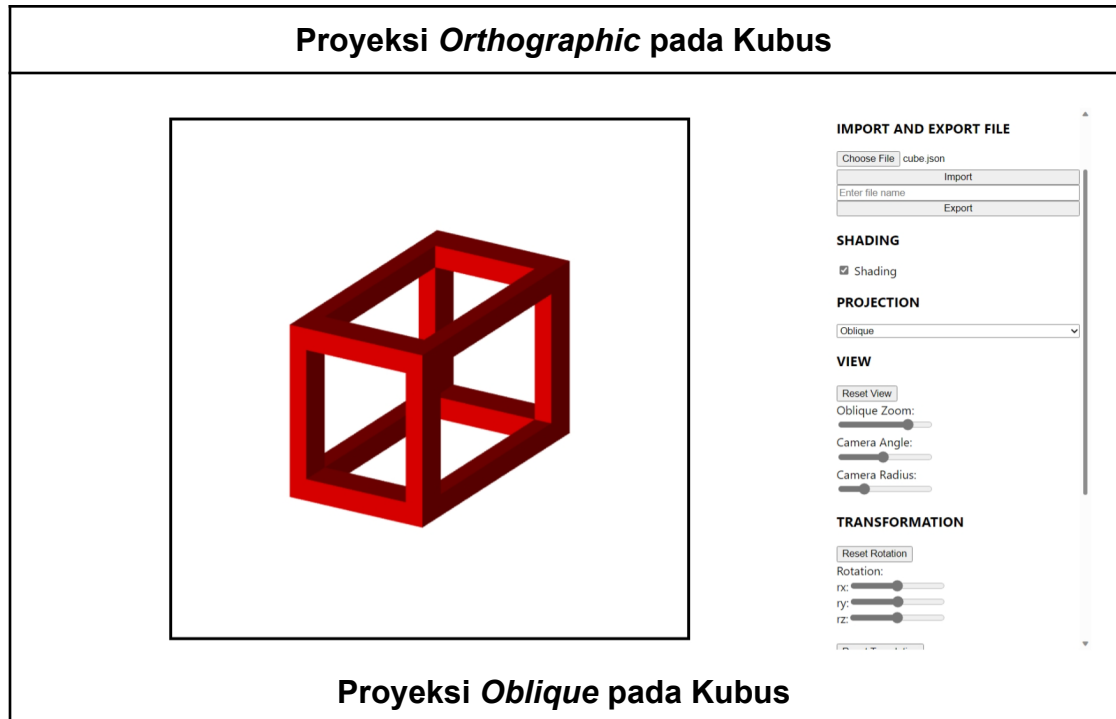 Proyeksi Orthographic pada Kubus
IMPORT AND EXPORT FILE
Choose File cube.json
Import
Enter file name
Export
SHADING
Shading
PROJECTION
Oblique
VIEW
Reset View
Oblique Zoom:
Camera Angle:
Camera Radius:
TRANSFORMATION
Reset Rotation
Rotation:
rx:
ry:
rz:
Proyeksi Oblique pada Kubus